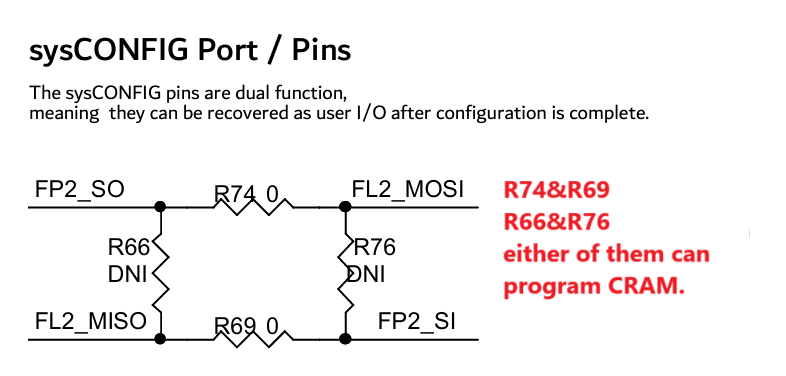 sysCONFIG Port / Pins
The sysCONFIG pins are dual function,
meaning they can be recovered as user I/O after configuration is complete.
FP2_SO
R74 0
FL2_MOSI
R66
DNI
R76
DNI
FL2_MISO
R69 0
FP2_SI
R74&R69
R66&R76
either of them can
program CRAM.